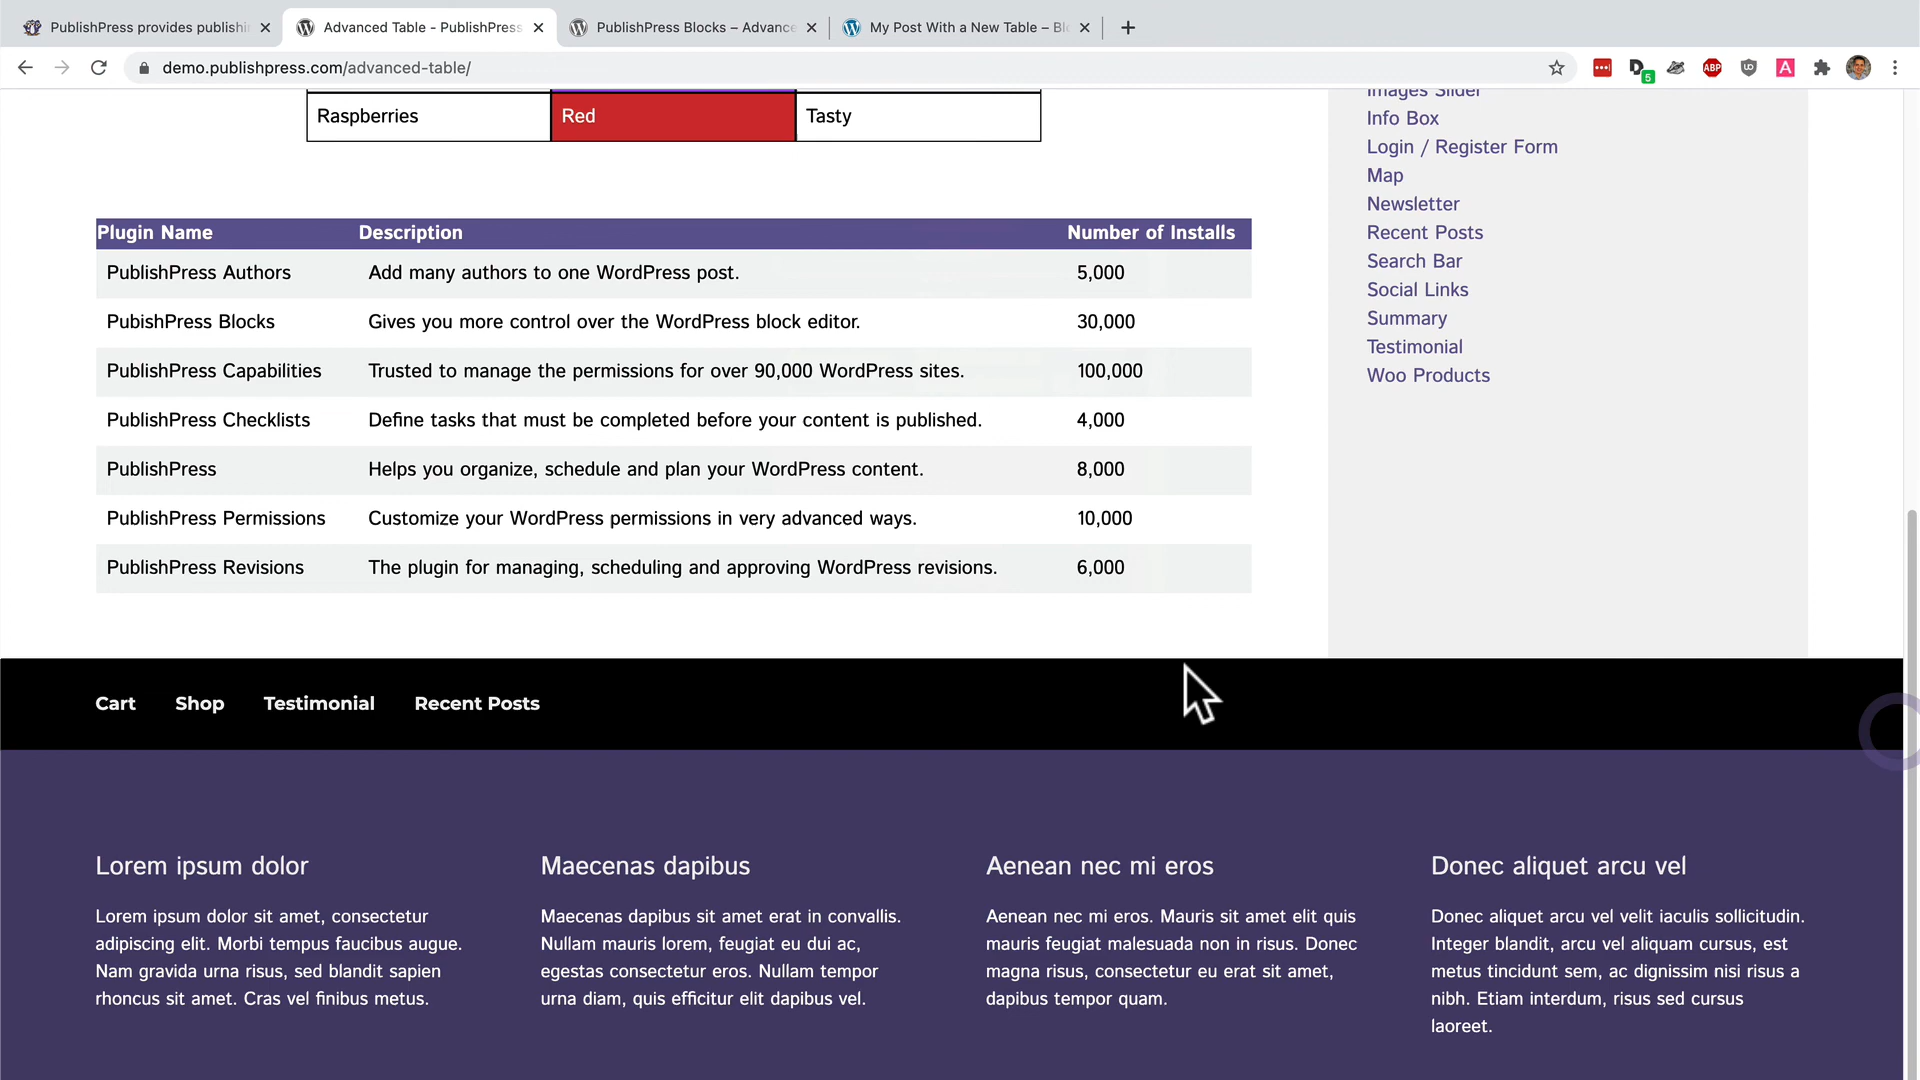 PublishPress provides publishi
Advanced Table - PublishPress
PublishPress Blocks – Advance
My Post With a New Table – Bl
demo.publishpress.com/advanced-table/
5
ABP
A
Raspberries Red Tasty
Images Slider
Info Box
Login / Register Form
Map
Newsletter
Recent Posts
Search Bar
Social Links
Summary
Testimonial
Woo Products
Plugin Name Description Number of Installs
PublishPress Authors Add many authors to one WordPress post. 5,000
PubishPress Blocks Gives you more control over the WordPress block editor. 30,000
PublishPress Capabilities Trusted to manage the permissions for over 90,000 WordPress sites. 100,000
PublishPress Checklists Define tasks that must be completed before your content is published. 4,000
PublishPress Helps you organize, schedule and plan your WordPress content. 8,000
PublishPress Permissions Customize your WordPress permissions in very advanced ways. 10,000
PublishPress Revisions The plugin for managing, scheduling and approving WordPress revisions. 6,000
Cart Shop Testimonial Recent Posts
Lorem ipsum dolor
Lorem ipsum dolor sit amet, consectetur
adipiscing elit. Morbi tempus faucibus augue.
Nam gravida urna risus, sed blandit sapien
rhoncus sit amet. Cras vel finibus metus.
Maecenas dapibus
Maecenas dapibus sit amet erat in convallis.
Nullam mauris lorem, feugiat eu dui ac,
egestas consectetur eros. Nullam tempor
urna diam, quis efficitur elit dapibus vel.
Aenean nec mi eros
Aenean nec mi eros. Mauris sit amet elit quis
mauris feugiat malesuada non in risus. Donec
magna risus, consectetur eu erat sit amet,
dapibus tempor quam.
Donec aliquet arcu vel
Donec aliquet arcu vel velit iaculis sollicitudin.
Integer blandit, arcu vel aliquam cursus, est
metus tincidunt sem, ac dignissim nisi risus a
nibh. Etiam interdum, risus sed cursus
laoreet.